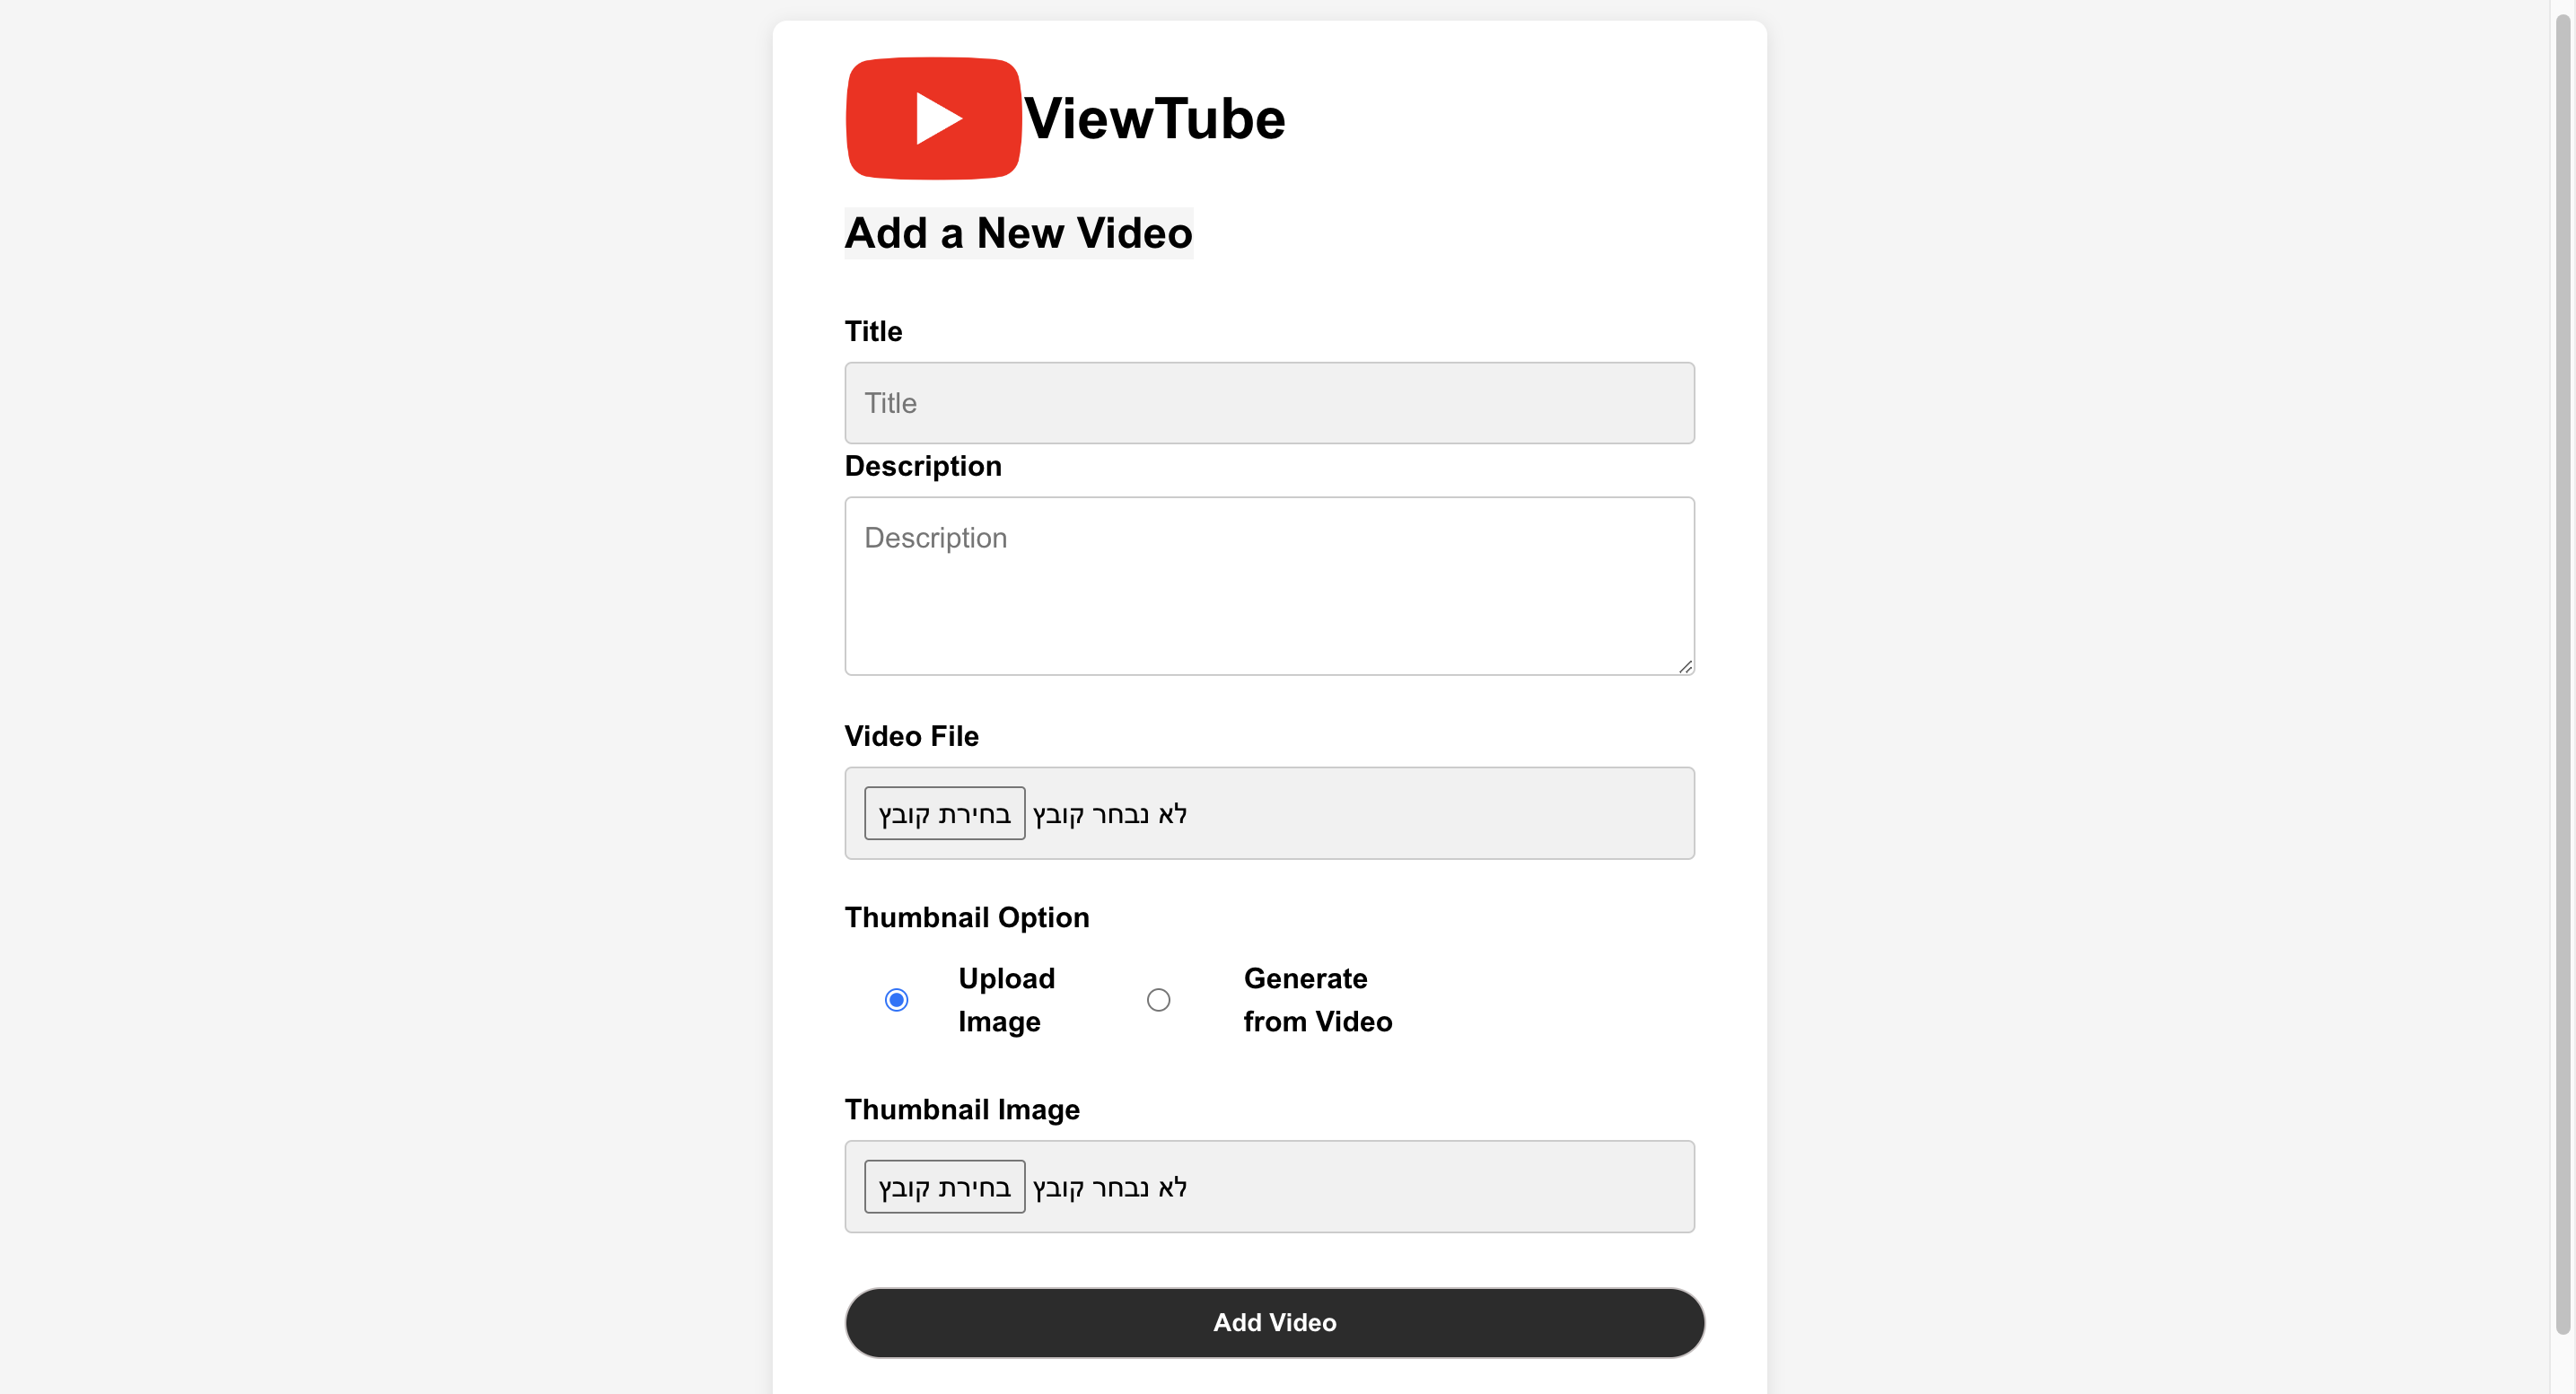 ViewTube
Add a New Video
Title
Title
Description
Description
Video File
בחירת קובץ לא נבחר קובץ
Thumbnail Option
Upload Image
Generate from Video
Thumbnail Image
בחירת קובץ לא נבחר קובץ
Add Video